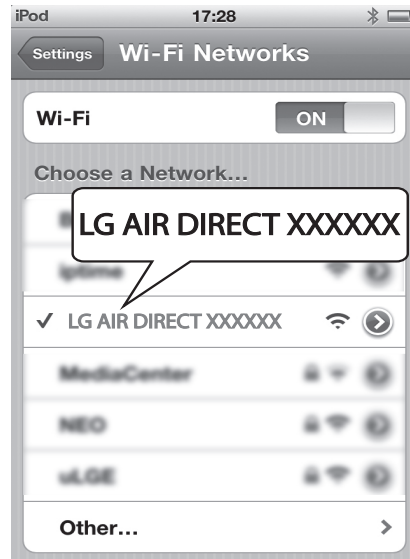 iPod 17:28
Settings Wi-Fi Networks
Wi-Fi ON
Choose a Network...
LG AIR DIRECT XXXXXX
iptime
✓ LG AIR DIRECT XXXXXX
MediaCenter
NEO
uLGE
Other...